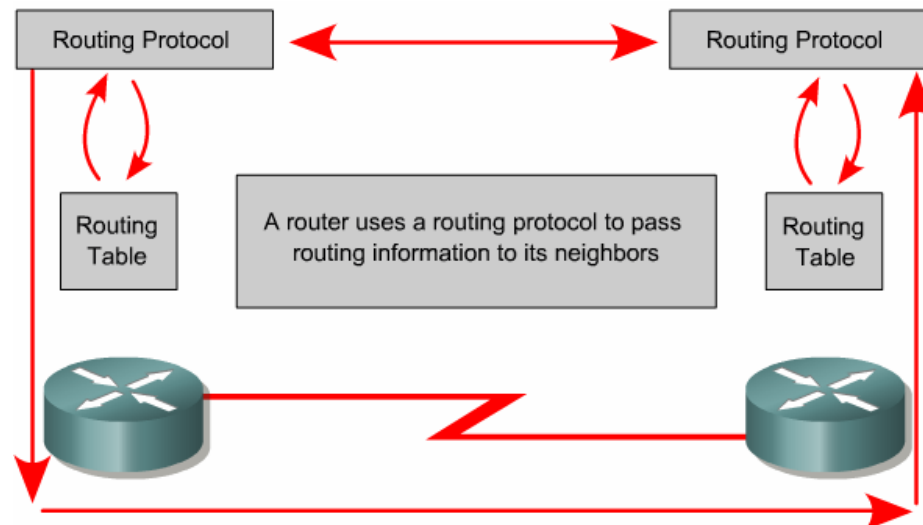 Routing Protocol
Routing Protocol
Routing
Table
A router uses a routing protocol to pass
routing information to its neighbors
Routing
Table